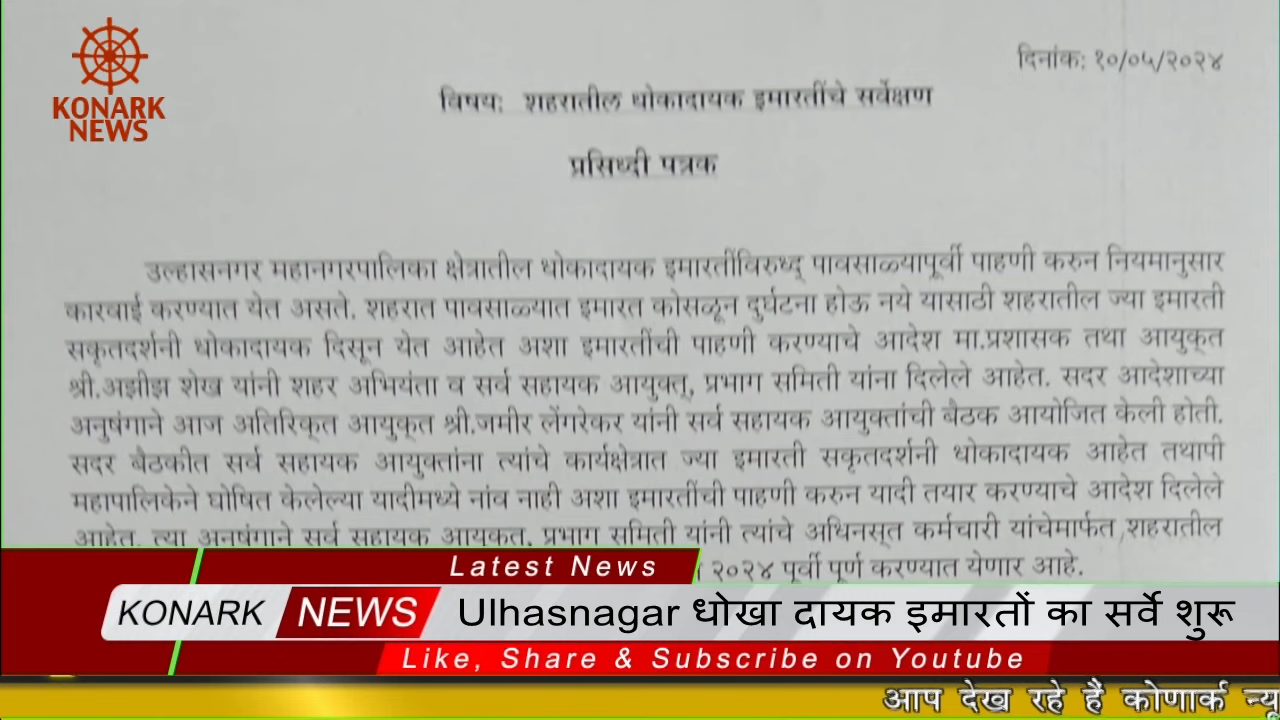 KONARK
NEWS
दिनांक: १०/०५/२०२४
विषय: शहरातील धोकादायक इमारतींचे सर्वेक्षण
प्रसिध्दी पत्रक
उल्हासनगर महानगरपालिका क्षेत्रातील धोकादायक इमारतींविरुध्द् पावसाळ्यापूर्वी पाहणी करुन नियमानुसार
कारवाई करण्यात येत असते. शहरात पावसाळ्यात इमारत कोसळून दुर्घटना होऊ नये यासाठी शहरातील ज्या इमारती
सकृतदर्शनी धोकादायक दिसून येत आहेत अशा इमारतींची पाहणी करण्याचे आदेश मा.प्रशासक तथा आयुक्त
श्री.अझीझ शेख यांनी शहर अभियंता व सर्व सहायक आयुक्त्, प्रभाग समिती यांना दिलेले आहेत. सदर आदेशाच्या
अनुषंगाने आज अतिरिक्त आयुक्त श्री.जमीर लेंगरेकर यांनी सर्व सहायक आयुक्तांची बैठक आयोजित केली होती.
सदर बैठकीत सर्व सहायक आयुक्तांना त्यांचे कार्यक्षेत्रात ज्या इमारती सकृतदर्शनी धोकादायक आहेत तथापी
महापालिकेने घोषित केलेल्या यादीमध्ये नांव नाही अशा इमारतींची पाहणी करुन यादी तयार करण्याचे आदेश दिलेले
आहेत. त्या अनुषंगाने सर्व सहायक आयुक्त, प्रभाग समिती यांनी त्यांचे अधिनस्त कर्मचारी यांचेमार्फत शहरातील
२०२४ पूर्वी पूर्ण करण्यात येणार आहे.
Latest News
KONARK NEWS Ulhasnagar धोखा दायक इमारतों का सर्वे शुरू
Like, Share & Subscribe on Youtube
आप देख रहे हैं कोणार्क न्यू